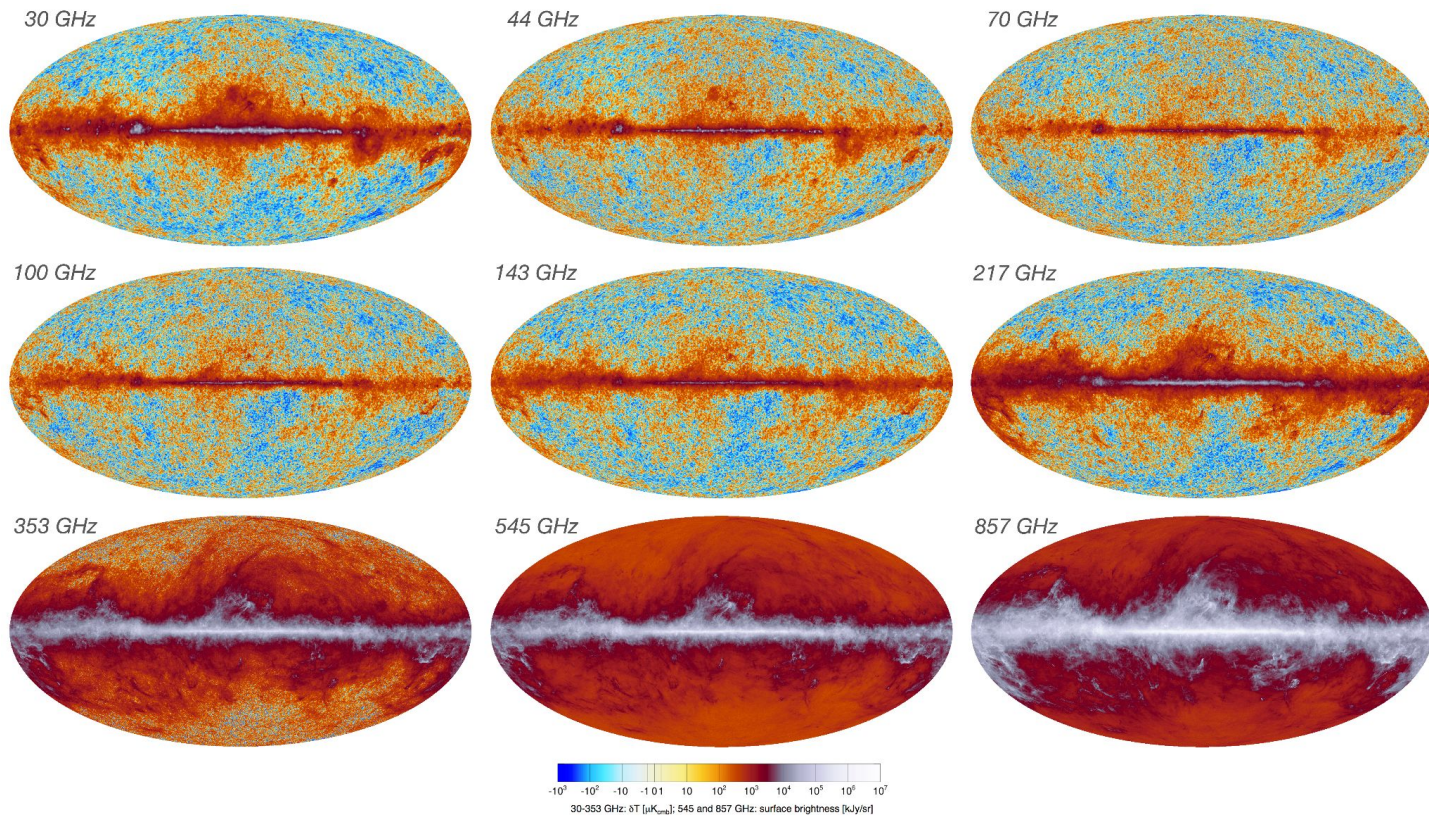 30 GHz
44 GHz
70 GHz
100 GHz
143 GHz
217 GHz
353 GHz
545 GHz
857 GHz
-10³ -10² -10 -1 0 1 10 10² 10³ 10⁴ 10⁵ 10⁶ 10⁷
30-353 GHz: δT [μK_cmb]; 545 and 857 GHz: surface brightness [kJy/sr]